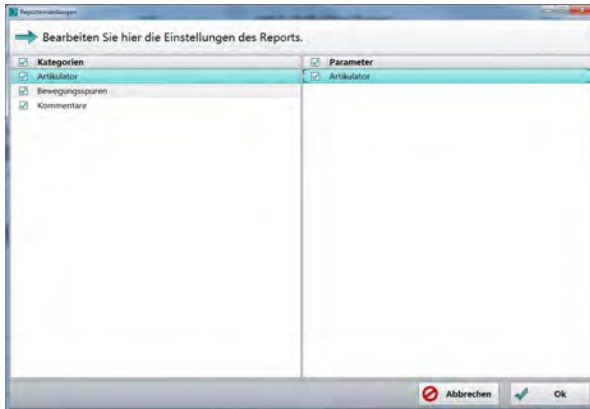 Reporteinstellungen
Bearbeiten Sie hier die Einstellungen des Reports.
Kategorien
Parameter
Artikulator
Artikulator
Bewegungsspuren
Kommentare
Abbrechen
Ok